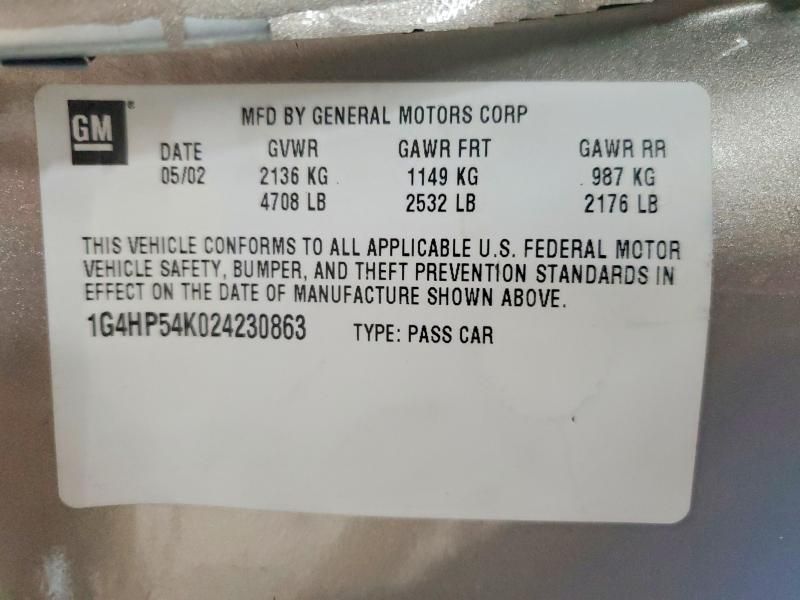 GM®
MFD BY GENERAL MOTORS CORP
DATE GVWR GAWR FRT GAWR RR
05/02 2136 KG 1149 KG 987 KG
4708 LB 2532 LB 2176 LB
THIS VEHICLE CONFORMS TO ALL APPLICABLE U.S. FEDERAL MOTOR
VEHICLE SAFETY, BUMPER, AND THEFT PREVENTION STANDARDS IN
EFFECT ON THE DATE OF MANUFACTURE SHOWN ABOVE.
1G4HP54K024230863 TYPE: PASS CAR